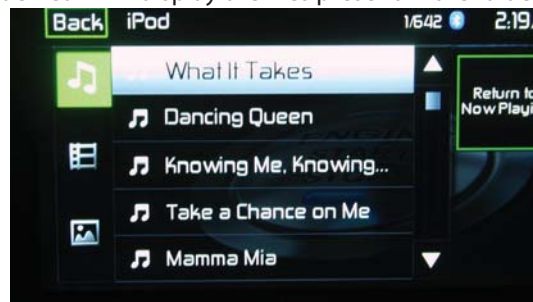 Back iPod 1/642 2:19
What It Takes
Dancing Queen
Return to
Now Playi
Knowing Me, Knowing...
Take a Chance on Me
Mamma Mia